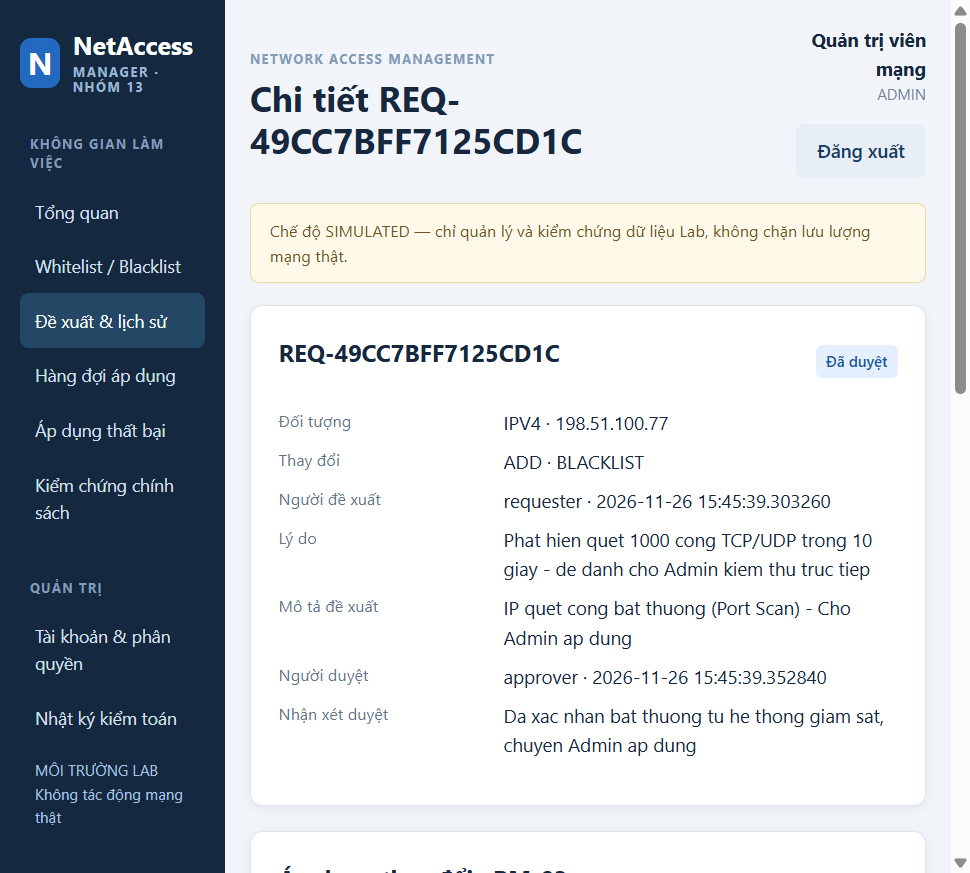 N
NetAccess
MANAGER ·
NHÓM 13
KHÔNG GIAN LÀM
VIỆC
Tổng quan
Whitelist / Blacklist
Đề xuất & lịch sử
Hàng đợi áp dụng
Áp dụng thất bại
Kiểm chứng chính
sách
QUẢN TRỊ
Tài khoản & phân
quyền
Nhật ký kiểm toán
MÔI TRƯỜNG LAB
Không tác động mạng
thật
NETWORK ACCESS MANAGEMENT
Chi tiết REQ-
49CC7BFF7125CD1C
Quản trị viên
mạng
ADMIN
Đăng xuất
Chế độ SIMULATED — chỉ quản lý và kiểm chứng dữ liệu Lab, không chặn lưu lượng
mạng thật.
REQ-49CC7BFF7125CD1C
Đã duyệt
Đối tượng
IPV4 · 198.51.100.77
Thay đổi
ADD · BLACKLIST
Người đề xuất
requester · 2026-11-26 15:45:39.303260
Lý do
Phat hien quet 1000 cong TCP/UDP trong 10
giay - de danh cho Admin kiem thu truc tiep
Mô tả đề xuất
IP quet cong bat thuong (Port Scan) - Cho
Admin ap dung
Người duyệt
approver · 2026-11-26 15:45:39.352840
Nhận xét duyệt
Da xac nhan bat thuong tu he thong giam sat,
chuyen Admin ap dung